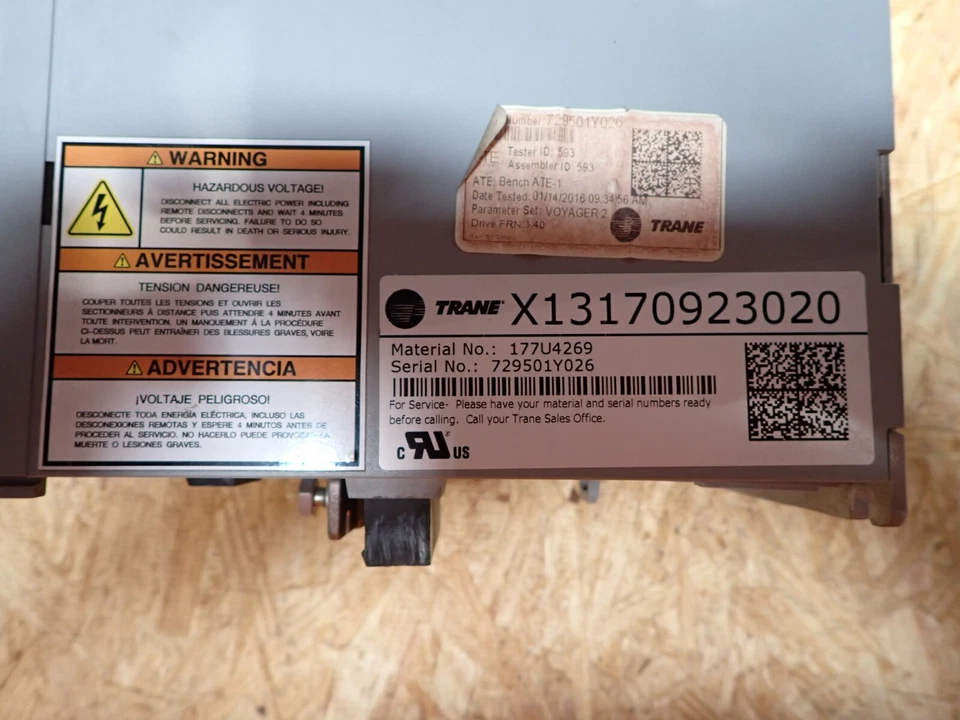 WARNING
HAZARDOUS VOLTAGE!
DISCONNECT ALL ELECTRIC POWER INCLUDING
REMOTE DISCONNECTS AND WAIT 4 MINUTES
BEFORE SERVICING. FAILURE TO DO SO
COULD RESULT IN DEATH OR SERIOUS INJURY.
AVERTISSEMENT
TENSION DANGEREUSE!
COUPER TOUTES LES TENSIONS ET OUVRIR LES
SECTIONNEURS À DISTANCE PUIS ATTENDRE 4 MINUTES AVANT
TOUTE INTERVENTION. UN MANQUEMENT À LA PROCÉDURE
CI-DESSUS PEUT ENTRAÎNER DES BLESSURES GRAVES, VOIRE
LA MORT.
ADVERTENCIA
¡VOLTAJE PELIGROSO!
DESCONECTE TODA ENERGÍA ELÉCTRICA, INCLUSO LAS
DESCONEXIONES REMOTAS Y ESPERE 4 MINUTOS ANTES DE
PROCEDER AL SERVICIO. NO HACERLO PUEDE PROVOCAR LA
MUERTE O LESIONES GRAVES.
Number: 729501Y026
Tester ID: 593
Assembler ID: 593
ATE: Bench ATE-1
Date Tested: 01/14/2016 09.34:56 AM
Parameter Set: VOYAGER 2
Drive FRN:3.40
TRANE
TRANE X13170923020
Material No.: 177U4269
Serial No.: 729501Y026
For Service- Please have your material and serial numbers ready
before calling. Call your Trane Sales Office.
C RU ® US